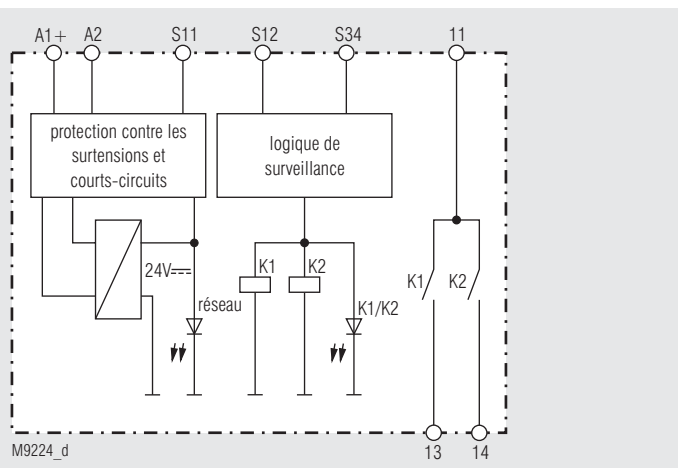 A1+ A2 S11 S12 S34 11
protection contre les
surtensions et
courts-circuits
logique de
surveillance
24V⎓
K1 K2
K1 K2
réseau
K1/K2
13 14
M9224_d